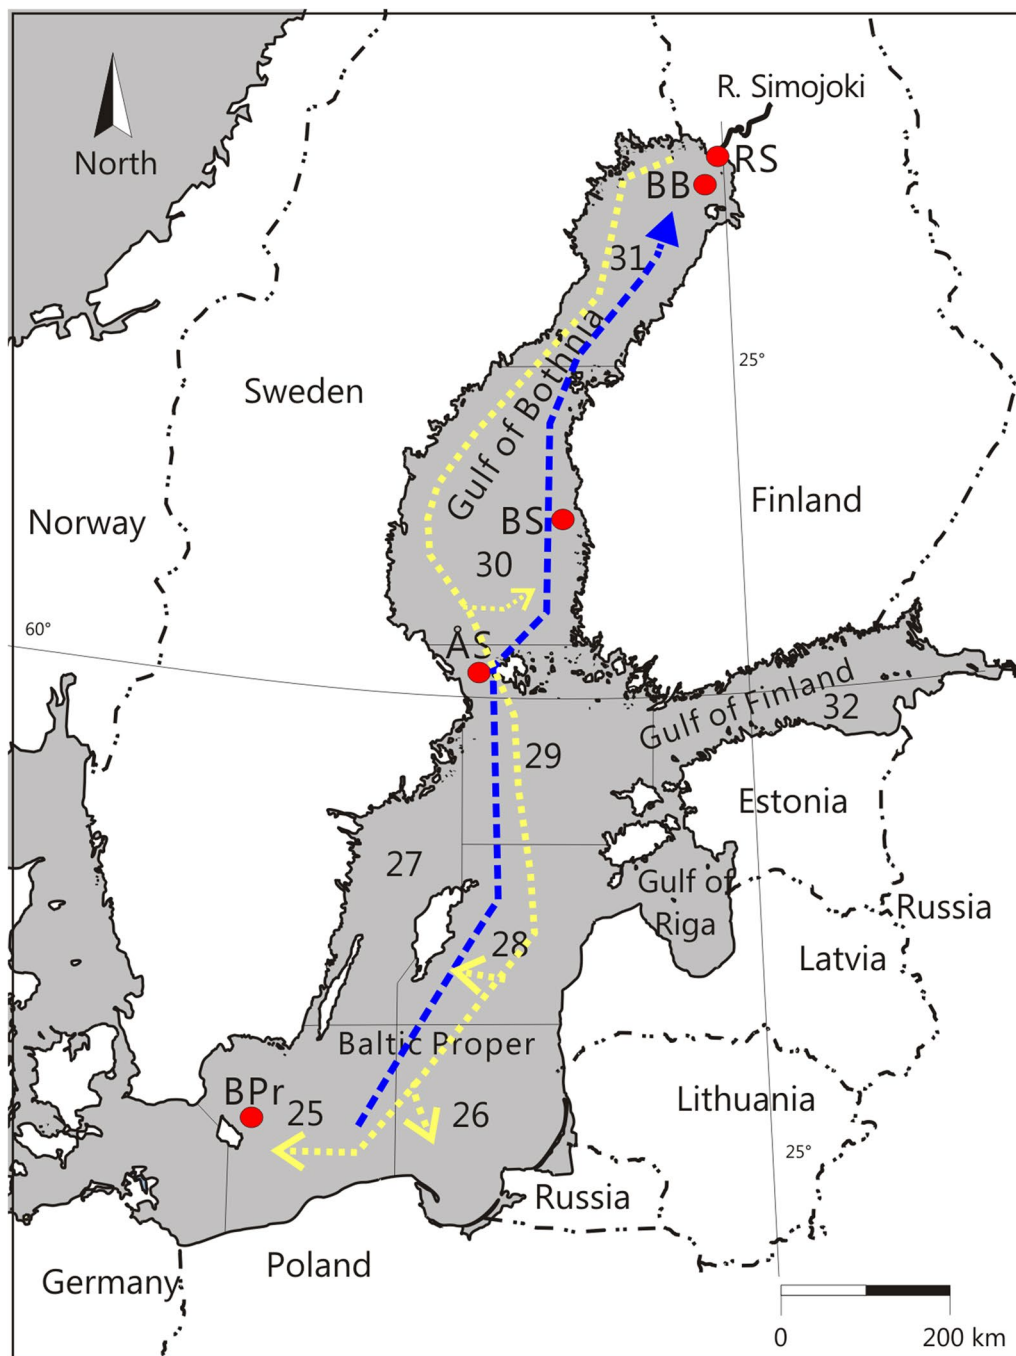 R. Simojoki
North
RS
BB
31
25°
Sweden
Gulf of Bothnia
Norway
Finland
BS
30
60°
ÅS
Gulf of Finland
32
29
Estonia
27
Gulf of
Riga
Russia
28
Latvia
Baltic Proper
BPr
25
26
Lithuania
25°
Russia
Poland
Germany
0
200 km